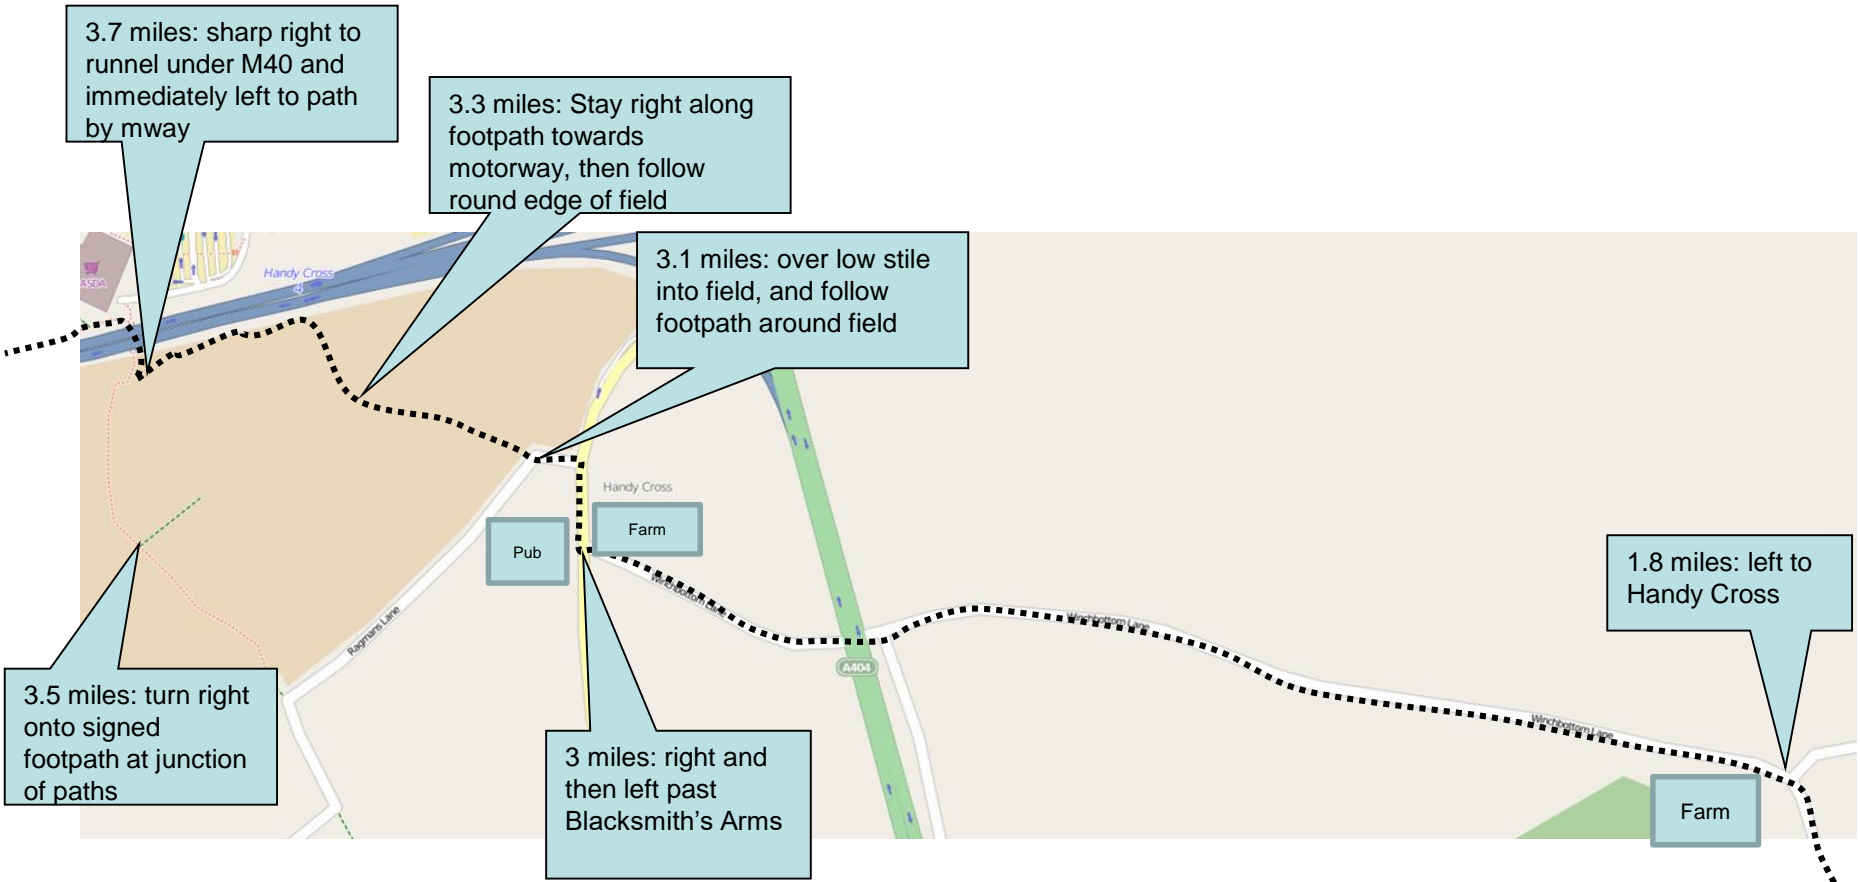 3.7 miles: sharp right to
runnel under M40 and
immediately left to path
by mway
3.3 miles: Stay right along
footpath towards
motorway, then follow
round edge of field
3.1 miles: over low stile
into field, and follow
footpath around field
Handy Cross
4
ASDA
Handy Cross
Farm
Pub
Winchbottom Lane
Winchbottom Lane
Ragmans Lane
A404
1.8 miles: left to
Handy Cross
3.5 miles: turn right
onto signed
footpath at junction
of paths
Winchbottom Lane
3 miles: right and
then left past
Blacksmith’s Arms
Farm